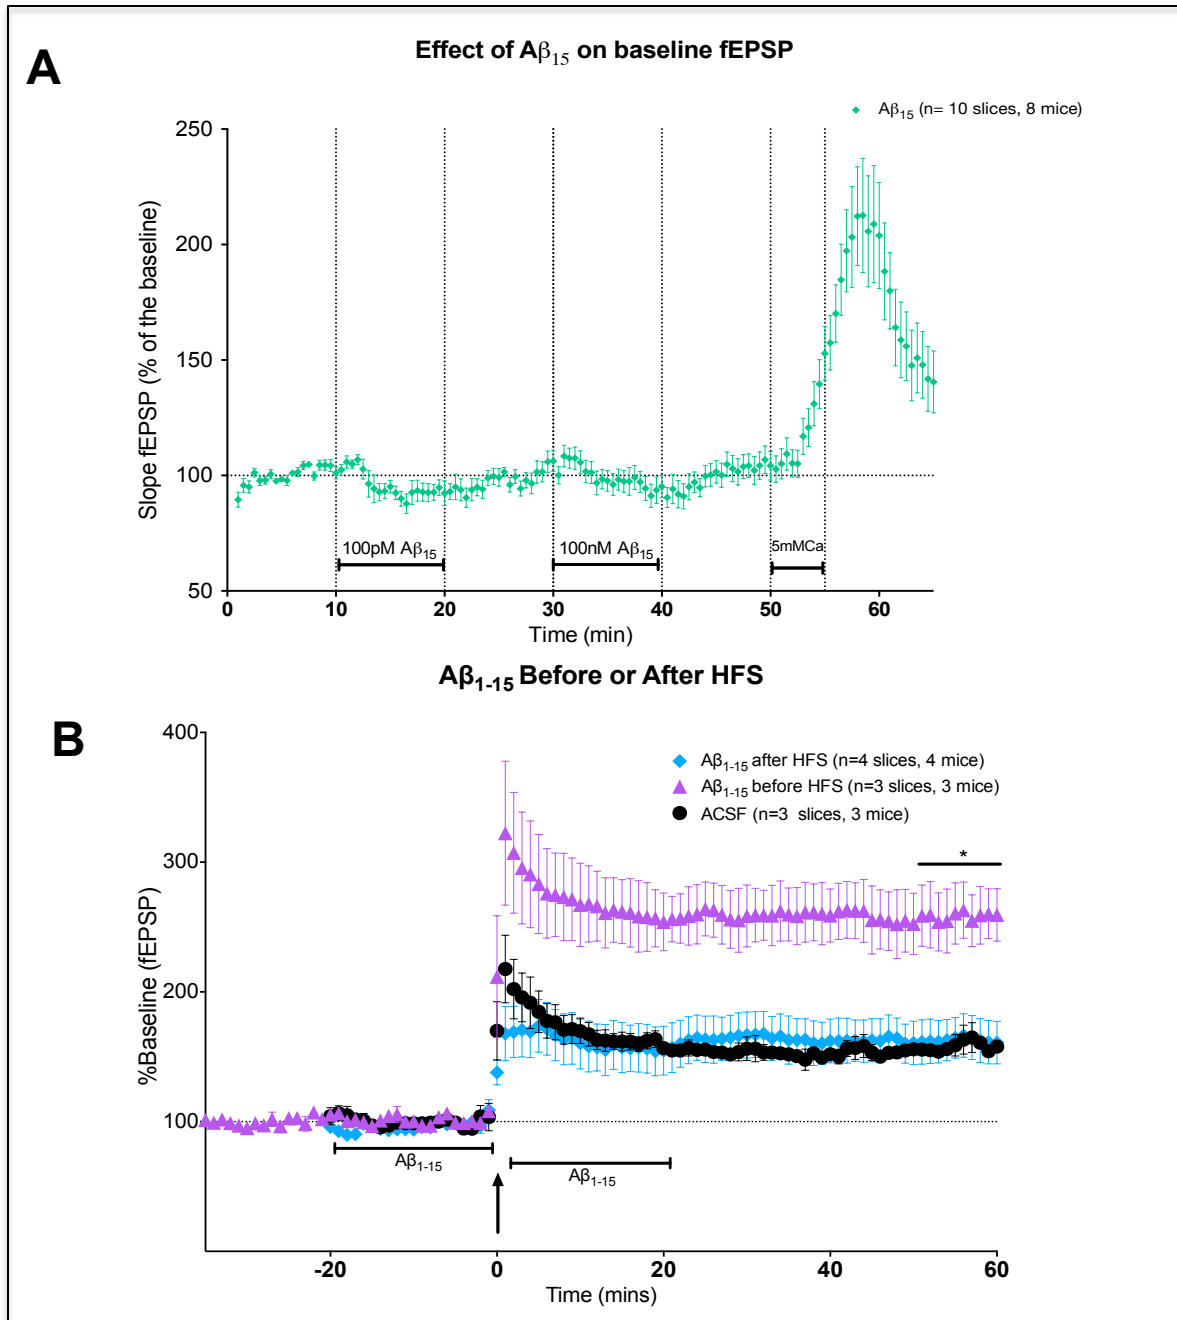 A
Effect of Aβ15 on baseline fEPSP
Aβ15 (n= 10 slices, 8 mice)
Slope fEPSP (% of the baseline)
250
200
150
100
50
100pM Aβ15
100nM Aβ15
5mMCa
0
10
20
30
40
50
60
Time (min)
Aβ1-15 Before or After HFS
B
%Baseline (fEPSP)
400
300
200
100
Aβ1-15 after HFS (n=4 slices, 4 mice)
Aβ1-15 before HFS (n=3 slices, 3 mice)
ACSF (n=3 slices, 3 mice)
*
Aβ1-15
Aβ1-15
-20
0
20
40
60
Time (mins)